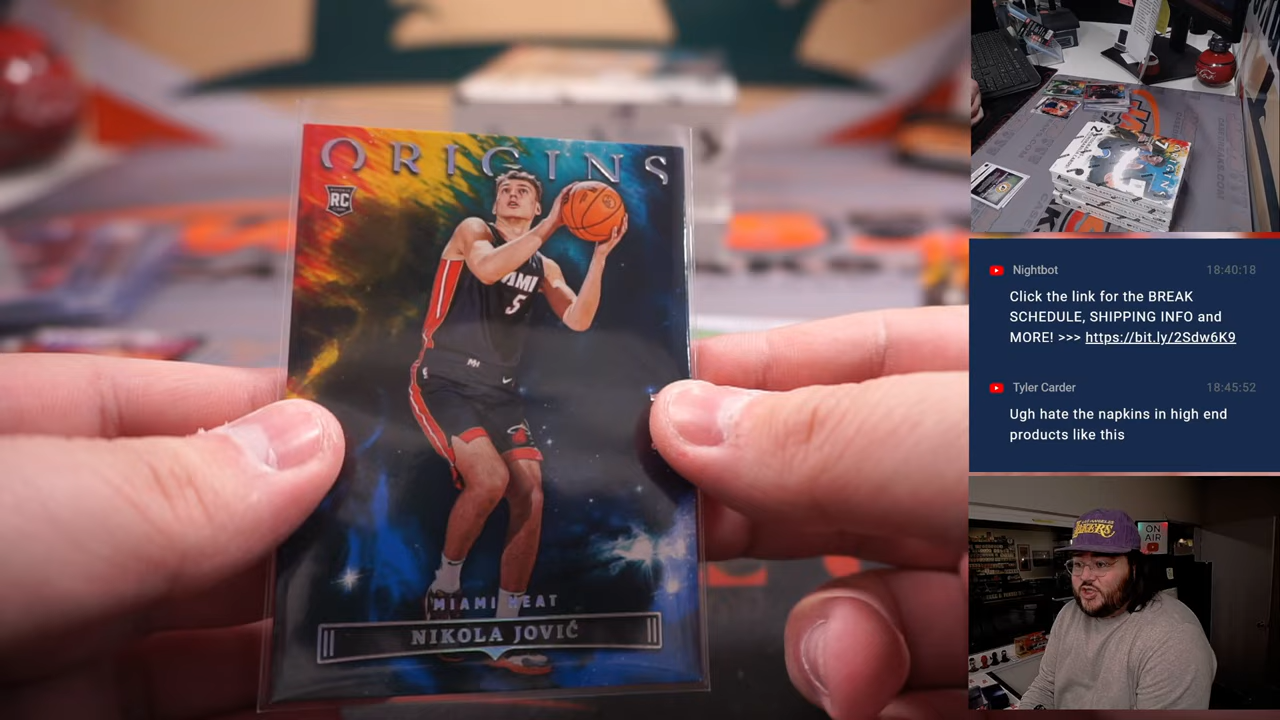 ORIGINS
RC
MIAMI
5
MIAMI HEAT
NIKOLA JOVIĆ
Nightbot 18:40:18
Click the link for the BREAK
SCHEDULE, SHIPPING INFO and
MORE! >>> https://bit.ly/2Sdw6K9
Tyler Carder 18:45:52
Ugh hate the napkins in high end
products like this
LAKERS
ON
AIR